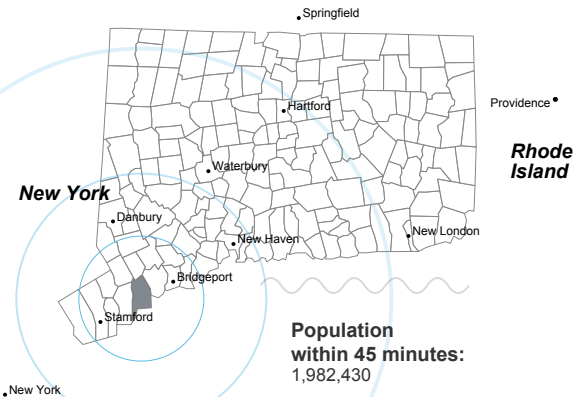 Springfield
Hartford
Providence
Rhode
Island
Waterbury
New York
Danbury
New London
New Haven
Bridgeport
Stamford
Population
within 45 minutes:
1,982,430
New York